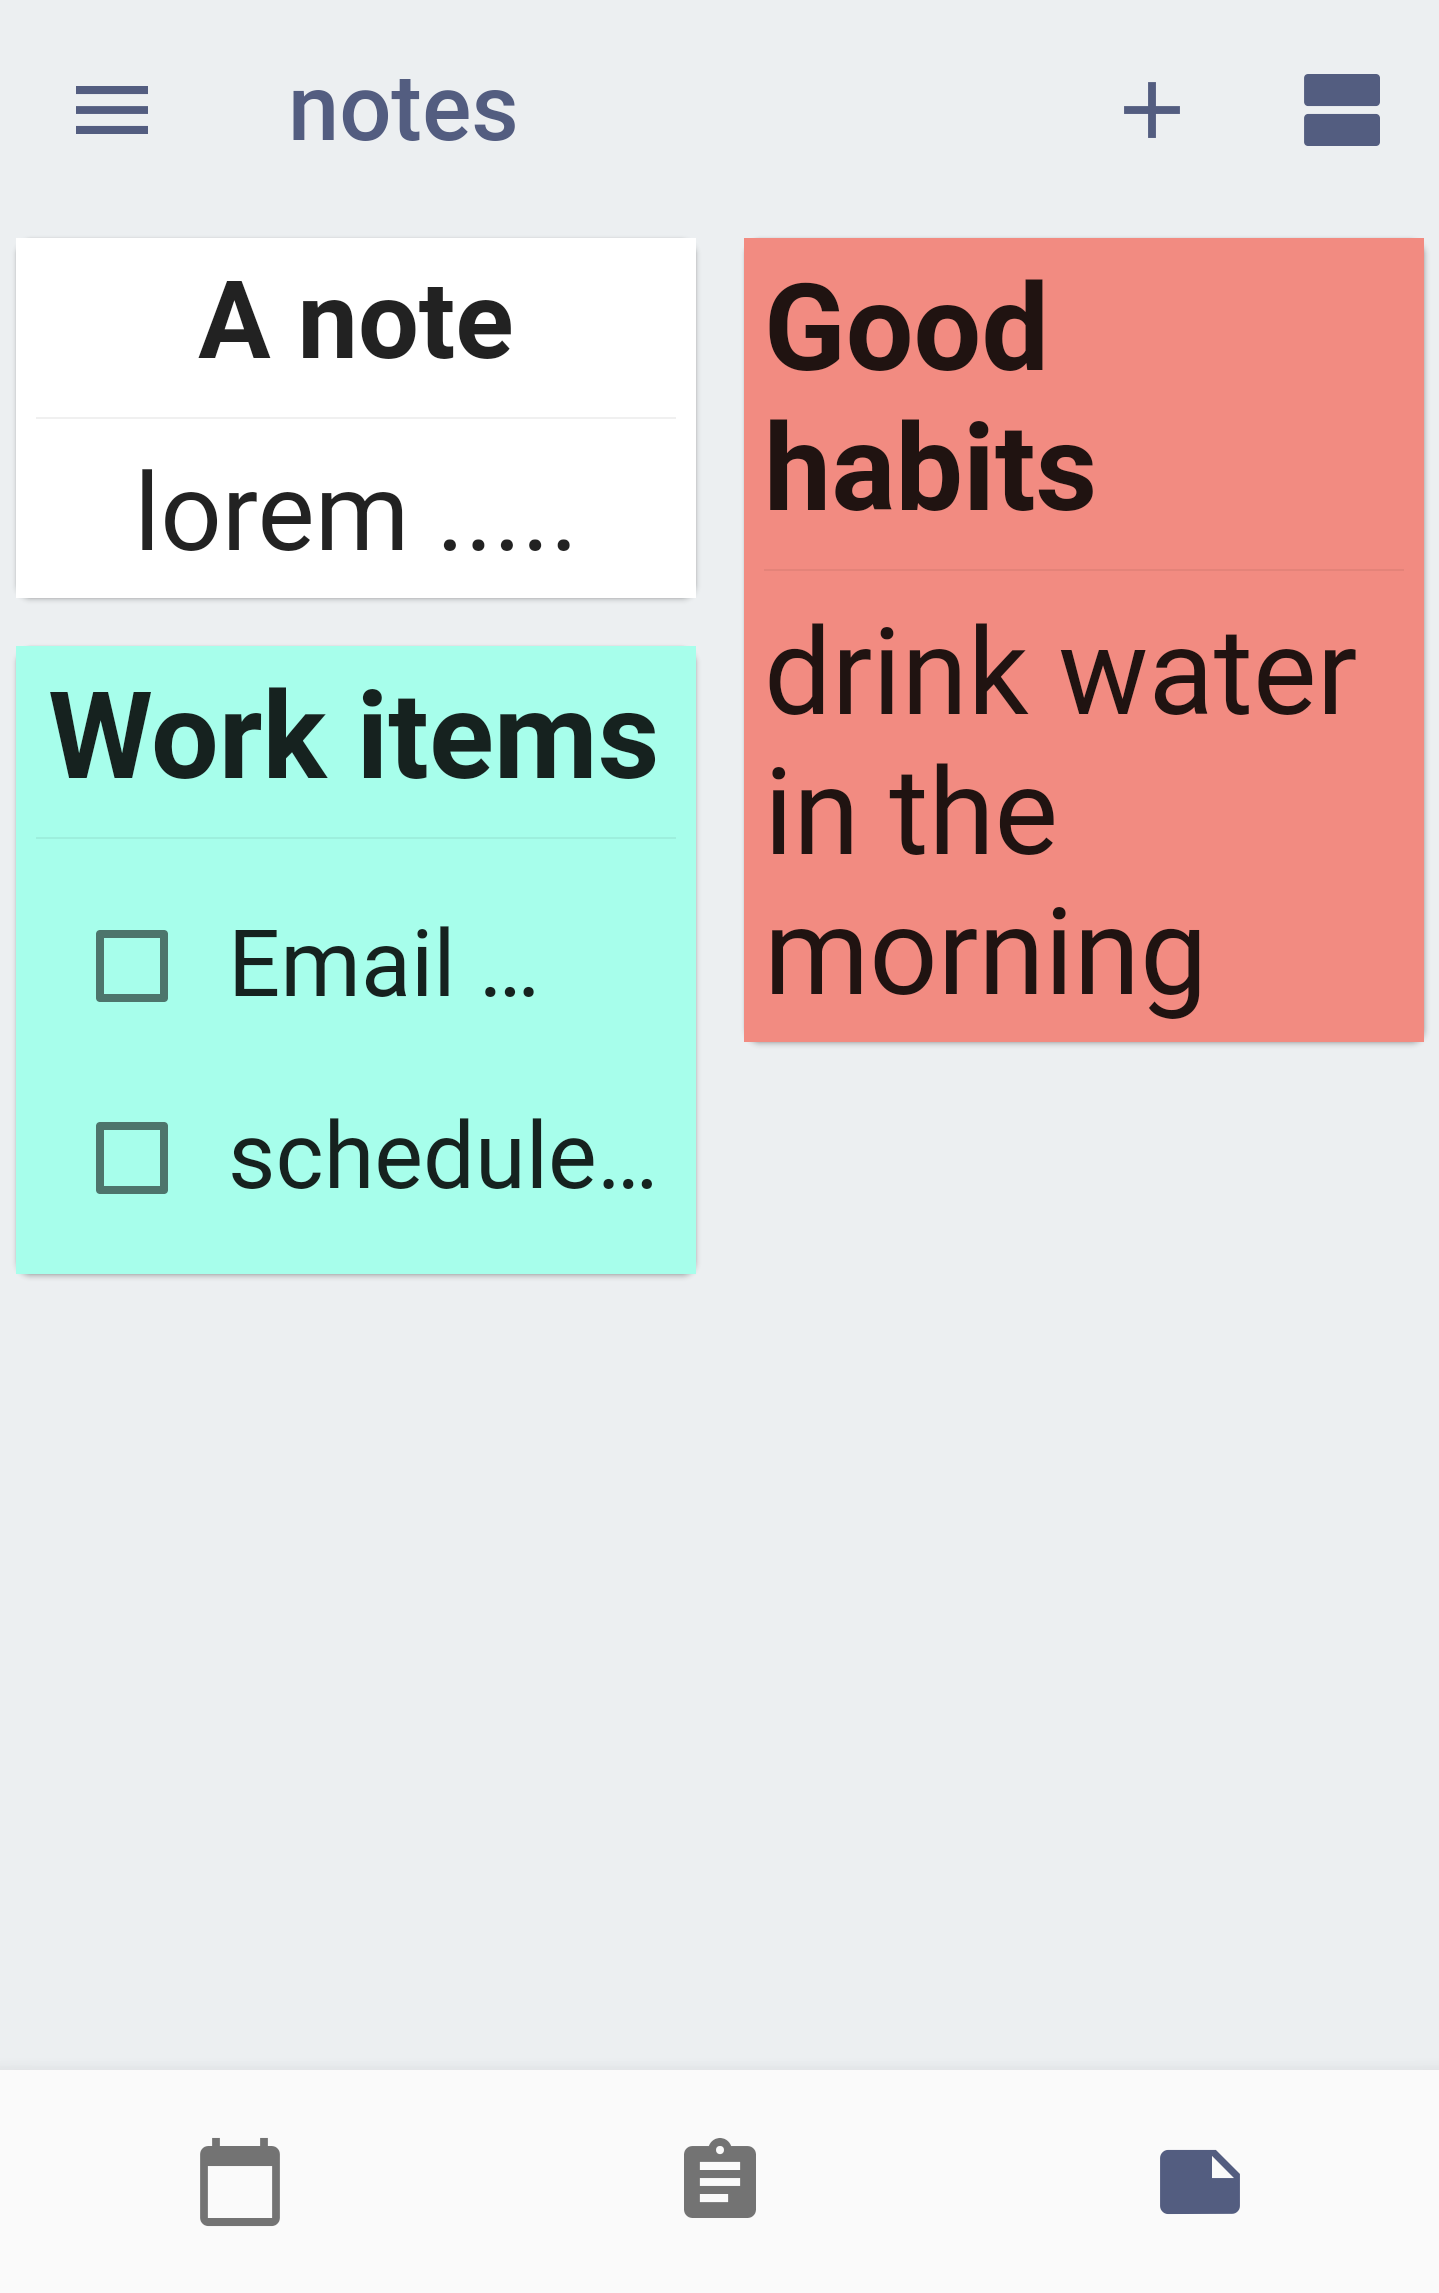 notes
A note
lorem .....
Work items
Email ...
schedule...
Good
habits
drink water
in the
morning